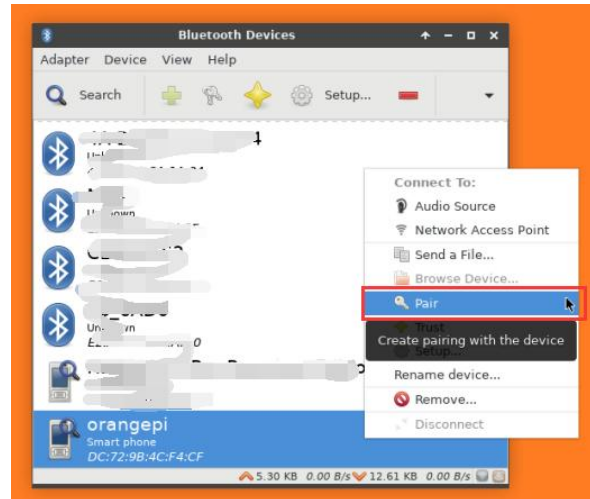 Bluetooth Devices
Adapter Device View Help
Search Setup...
4
Connect To:
Audio Source
Network Access Point
Send a File...
Browse Device...
Pair
Trust
Create pairing with the device
Setup...
Rename device...
Remove...
Disconnect
0
orangepi
Smart phone
DC:72:9B:4C:F4:CF
5.30 KB 0.00 B/s 12.61 KB 0.00 B/s